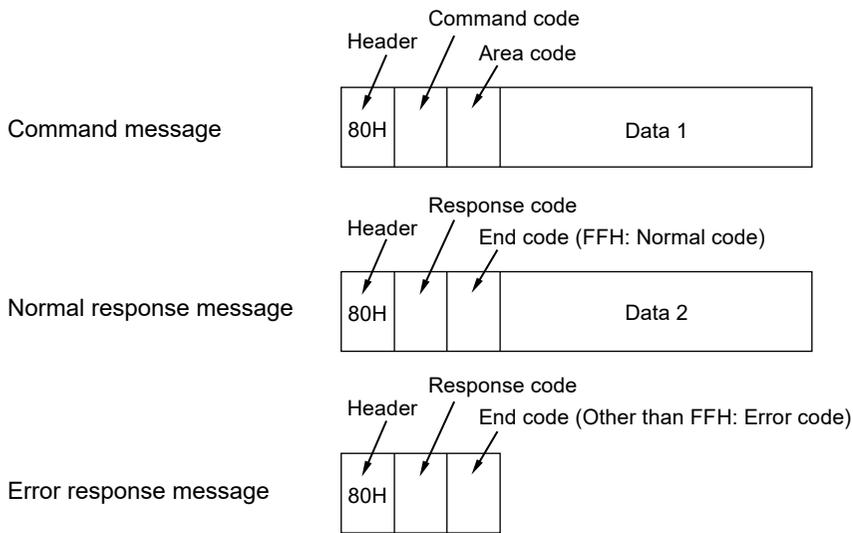 Command code
Header
Area code
Command message
80H
Data 1
Response code
Header
End code (FFH: Normal code)
Normal response message
80H
Data 2
Response code
Header
End code (Other than FFH: Error code)
Error response message
80H